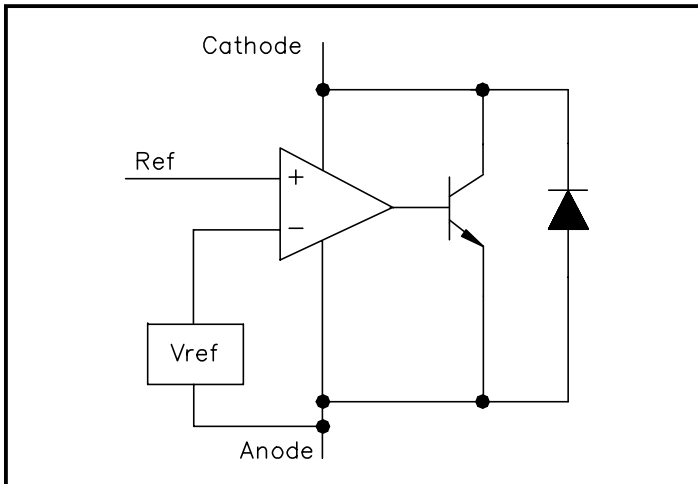 Cathode
Ref
+
−
Vref
Anode